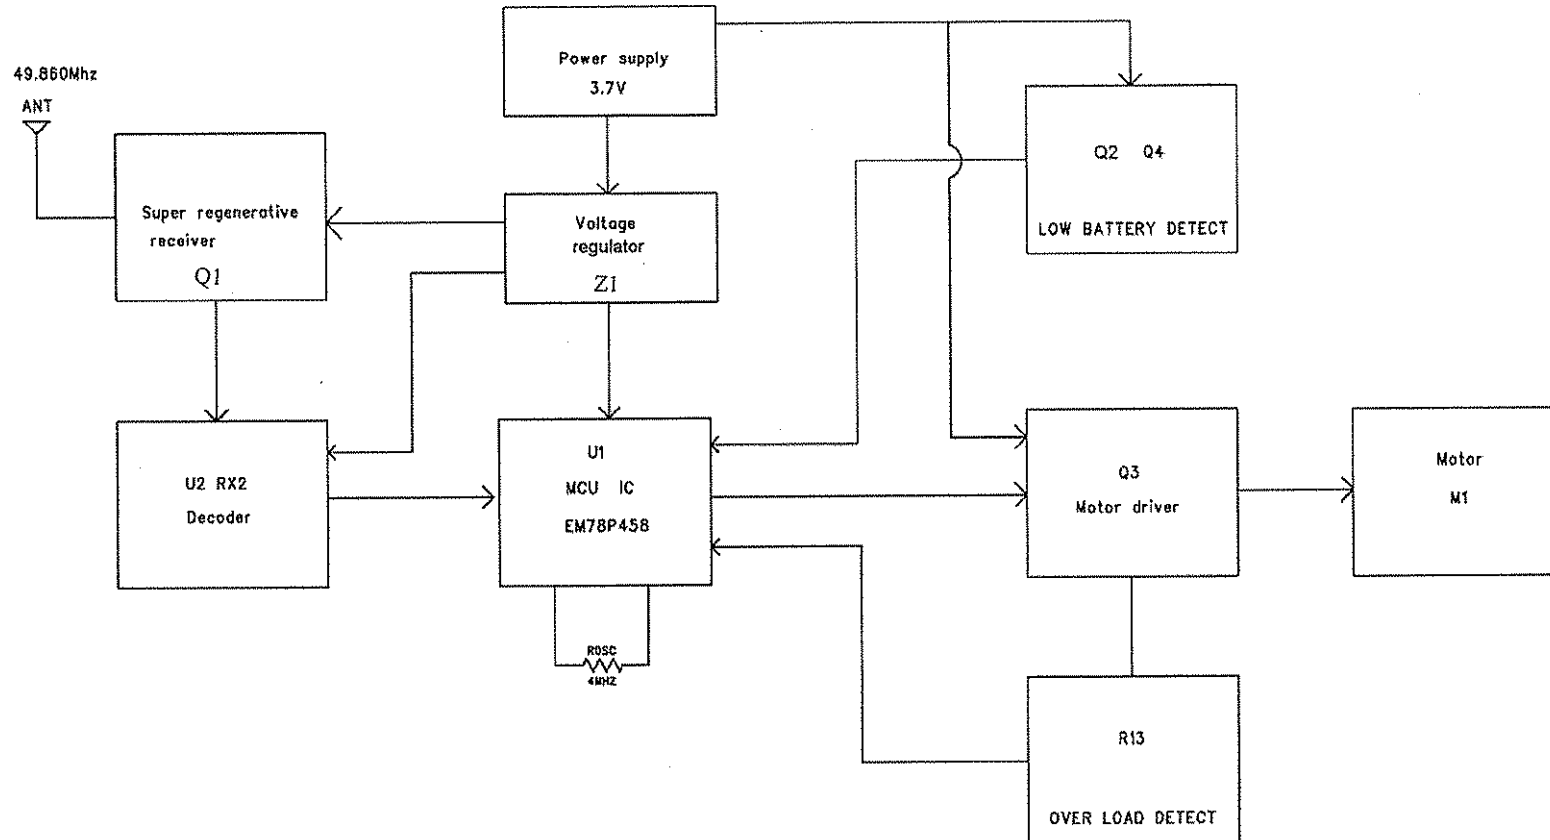 Power supply
3.7V
49.860Mhz
ANT
Q2 Q4
LOW BATTERY DETECT
Super regenerative
receiver
Q1
Voltage
regulator
Z1
U2 RX2
Decoder
U1
MCU IC
EM78P458
Q3
Motor driver
Motor
M1
ROSC
4MHZ
R13
OVER LOAD DETECT